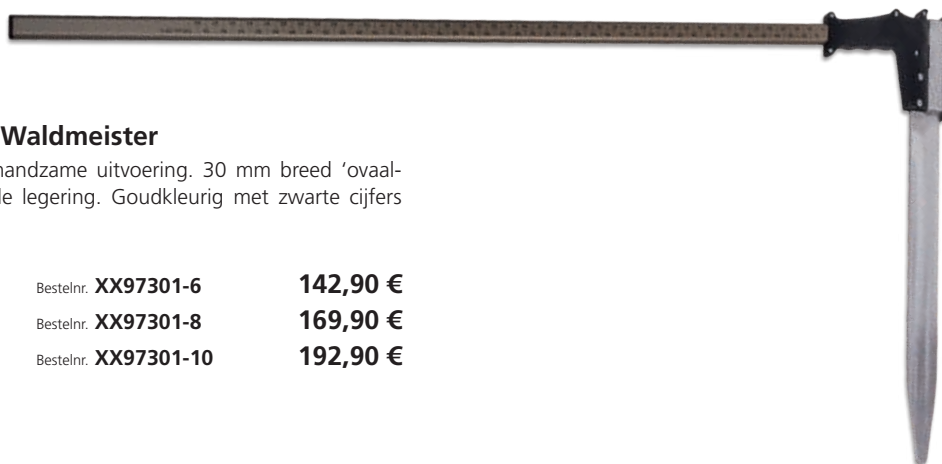 Waldmeister
handzame uitvoering. 30 mm breed ‘ovaal-
legering. Goudkleurig met zwarte cijfers
Bestelnr. XX97301-6 142,90 €
Bestelnr. XX97301-8 169,90 €
Bestelnr. XX97301-10 192,90 €